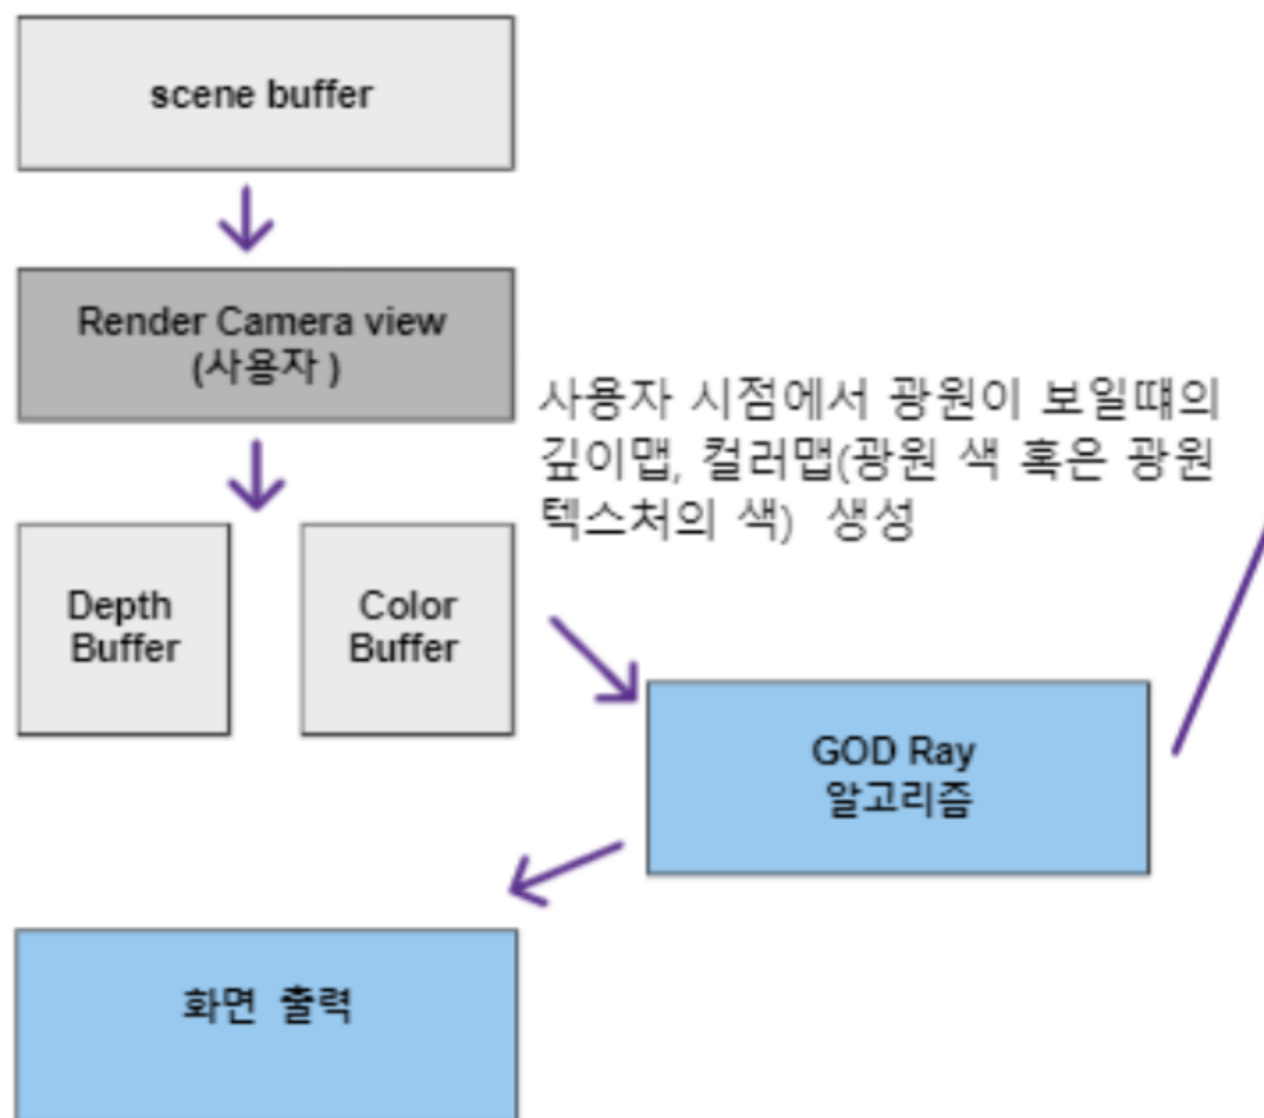 scene buffer
Render Camera view
(사용자 )
사용자 시점에서 광원이 보일떄의
깊이맵, 컬러맵(광원 색 혹은 광원
텍스처의 색) 생성
Depth
Buffer
Color
Buffer
GOD Ray
알고리즘
화면 출력